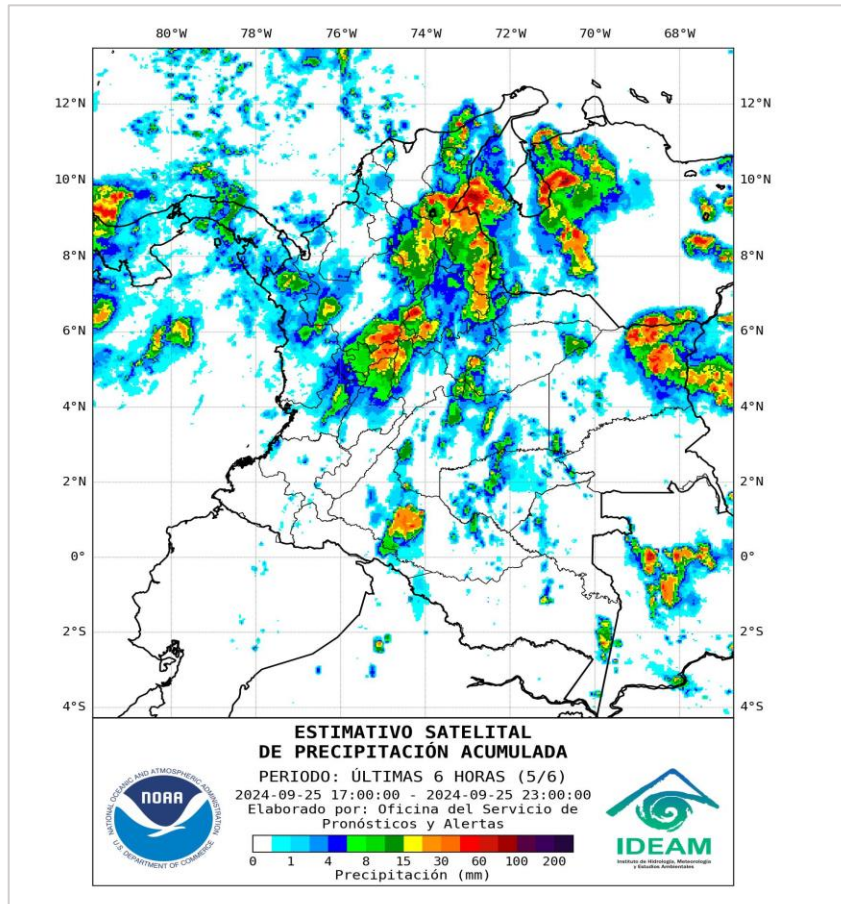 80°W 78°W 76°W 74°W 72°W 70°W 68°W
12°N 12°N
10°N 10°N
8°N 8°N
6°N 6°N
4°N 4°N
2°N 2°N
0° 0°
2°S 2°S
4°S 4°S
ESTIMATIVO SATELITAL
DE PRECIPITACIÓN ACUMULADA
PERIODO: ÚLTIMAS 6 HORAS (5/6)
2024-09-25 17:00:00 - 2024-09-25 23:00:00
Elaborado por: Oficina del Servicio de
Pronósticos y Alertas
0 1 4 8 15 30 60 100 200
Precipitación (mm)
NATIONAL OCEANIC AND ATMOSPHERIC ADMINISTRATION
NOAA
U.S. DEPARTMENT OF COMMERCE
IDEAM
Instituto de Hidrología, Meteorología
y Estudios Ambientales